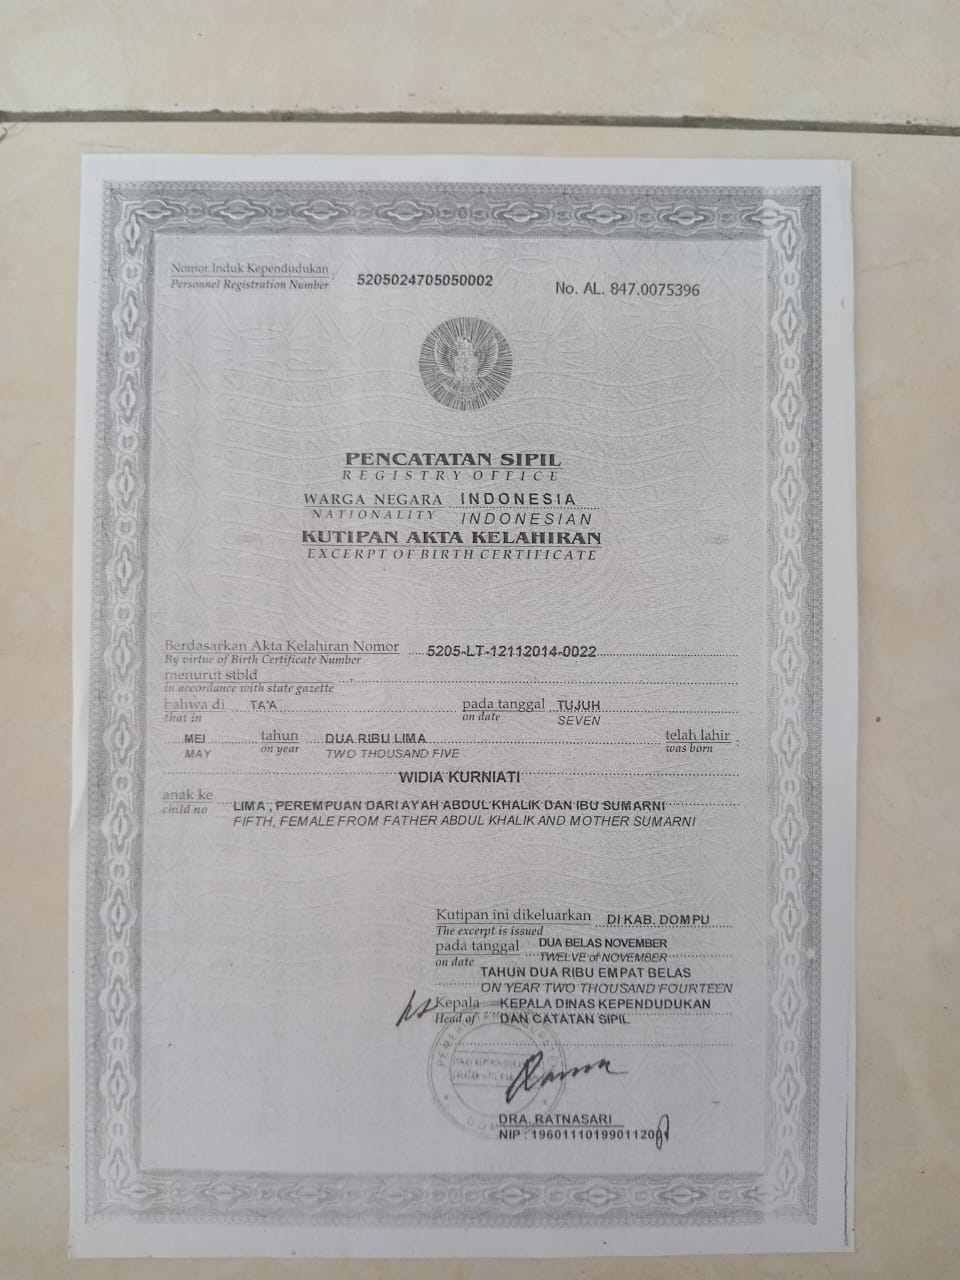 Nomor Induk Kependudukan : 5205024705050002
Personnel Registration Number
No. AL. 847.0075396
PENCATATAN SIPIL
REGISTRY OFFICE
WARGA NEGARA INDONESIA
NATIONALITY INDONESIAN
KUTIPAN AKTA KELAHIRAN
EXCERPT OF BIRTH CERTIFICATE
Berdasarkan Akta Kelahiran Nomor 5205-LT-12112014-0022
By virtue of Birth Certificate Number
menurut stbld -
in accordance with state gazette
bahwa di TA'A pada tanggal TUJUH
that in on date SEVEN
MEI tahun DUA RIBU LIMA telah lahir :
MAY on year TWO THOUSAND FIVE was born
WIDIA KURNIATI
anak ke LIMA , PEREMPUAN DARI AYAH ABDUL KHALIK DAN IBU SUMARNI
child no FIFTH, FEMALE FROM FATHER ABDUL KHALIK AND MOTHER SUMARNI
Kutipan ini dikeluarkan DI KAB. DOMPU
The excerpt is issued
pada tanggal DUA BELAS NOVEMBER
on date TWELVE of NOVEMBER
TAHUN DUA RIBU EMPAT BELAS
ON YEAR TWO THOUSAND FOURTEEN
Kepala KEPALA DINAS KEPENDUDUKAN
Head of DAN CATATAN SIPIL
DRA. RATNASARI
NIP : 19601110199011200